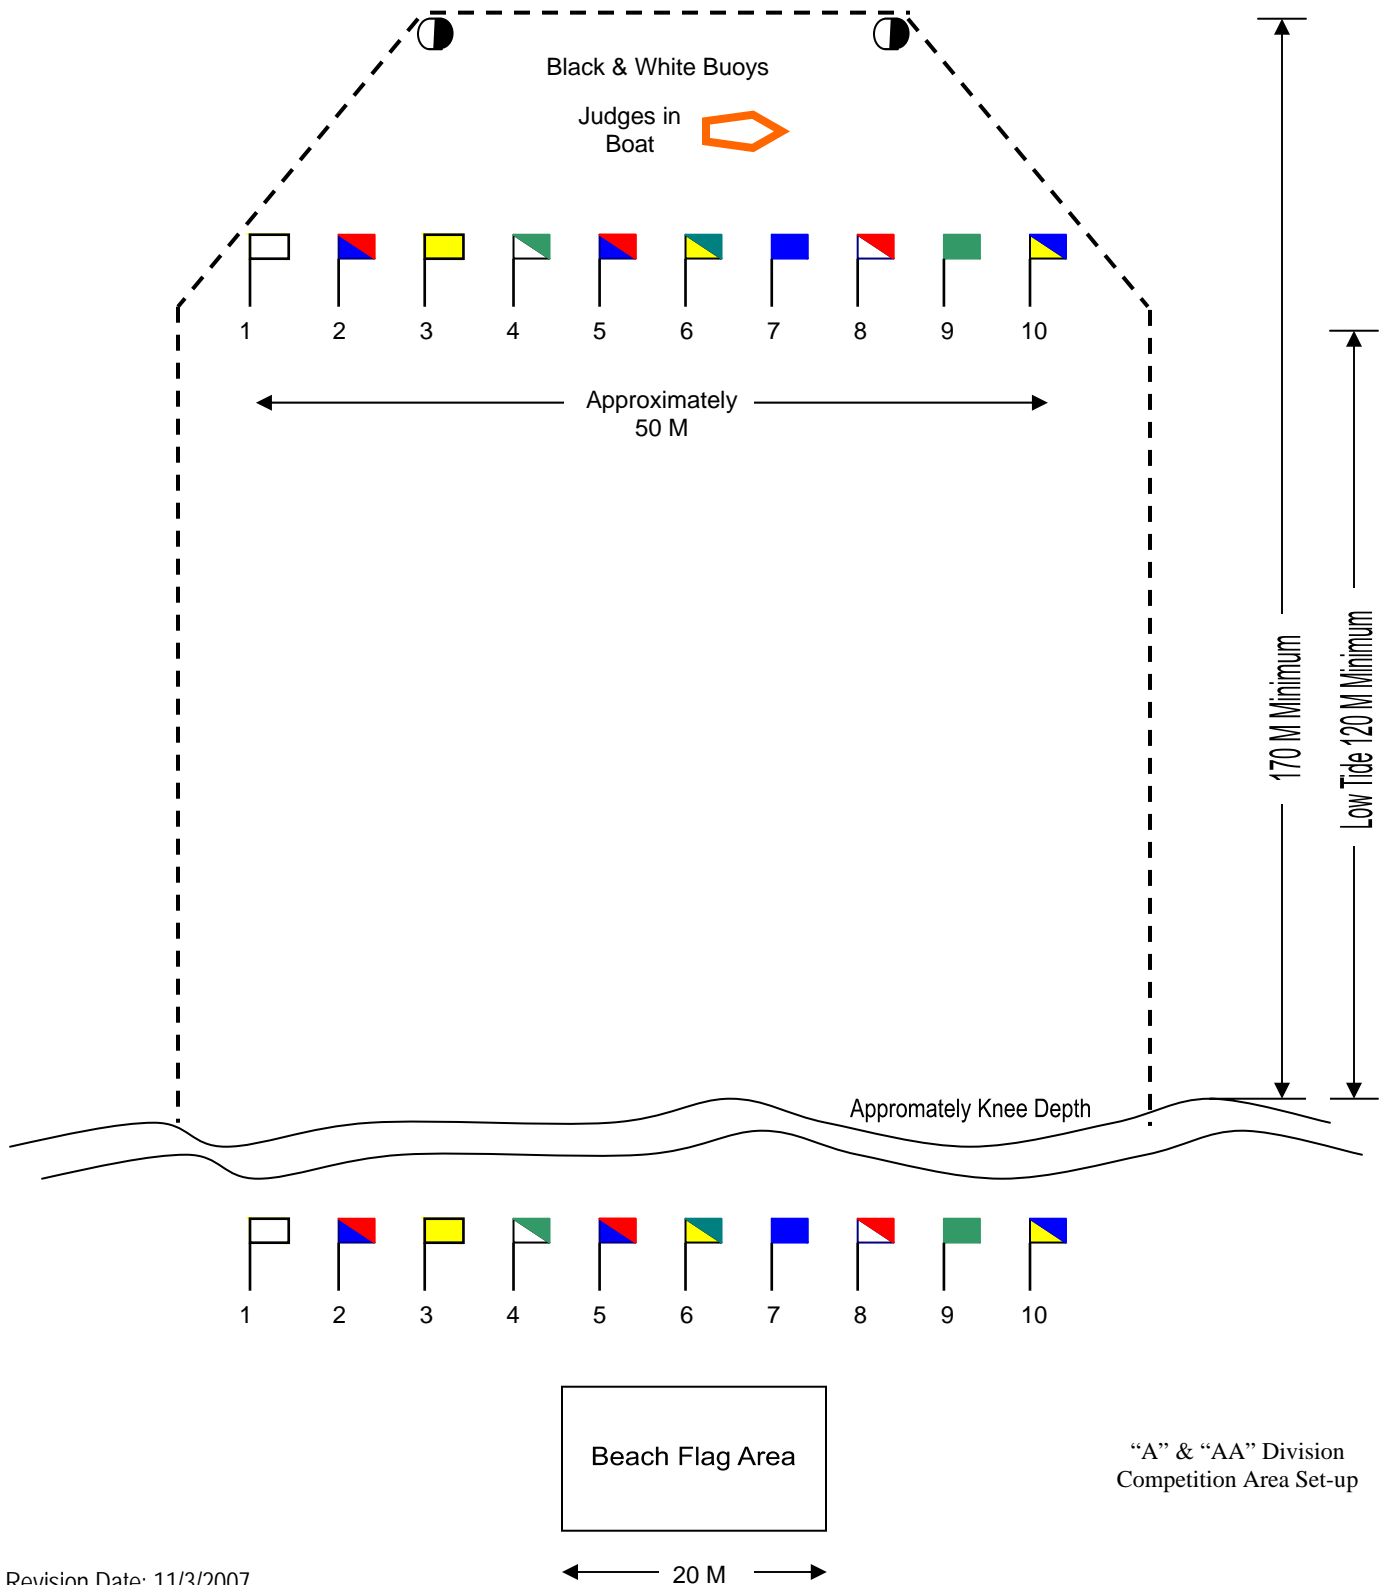 Black & White Buoys
Judges in
Boat
1 2 3 4 5 6 7 8 9 10
Approximately
50 M
170 M Minimum
Low Tide 120 M Minimum
Appromately Knee Depth
1 2 3 4 5 6 7 8 9 10
Beach Flag Area
“A” & “AA” Division
Competition Area Set-up
20 M
Revision Date: 11/3/2007